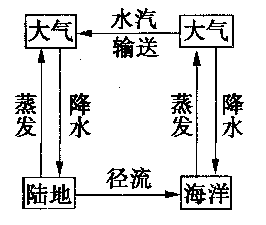 大气 水汽 大气
输送
蒸发 降水 蒸发 降水
陆地 径流 海洋